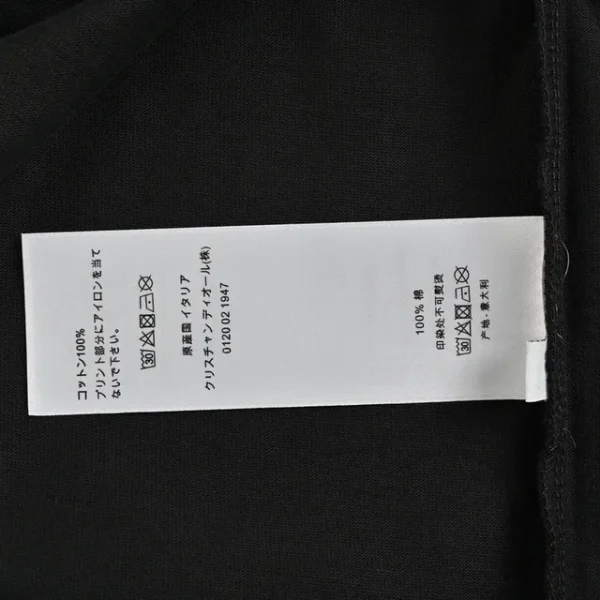 コットン100%
プリント部分にアイロンを当て
ないで下さい。
30
原産国 イタリア
クリスチャン ディオール(株)
0120 02 1947
100% 棉
印染处不可熨烫
30
产地 - 意大利